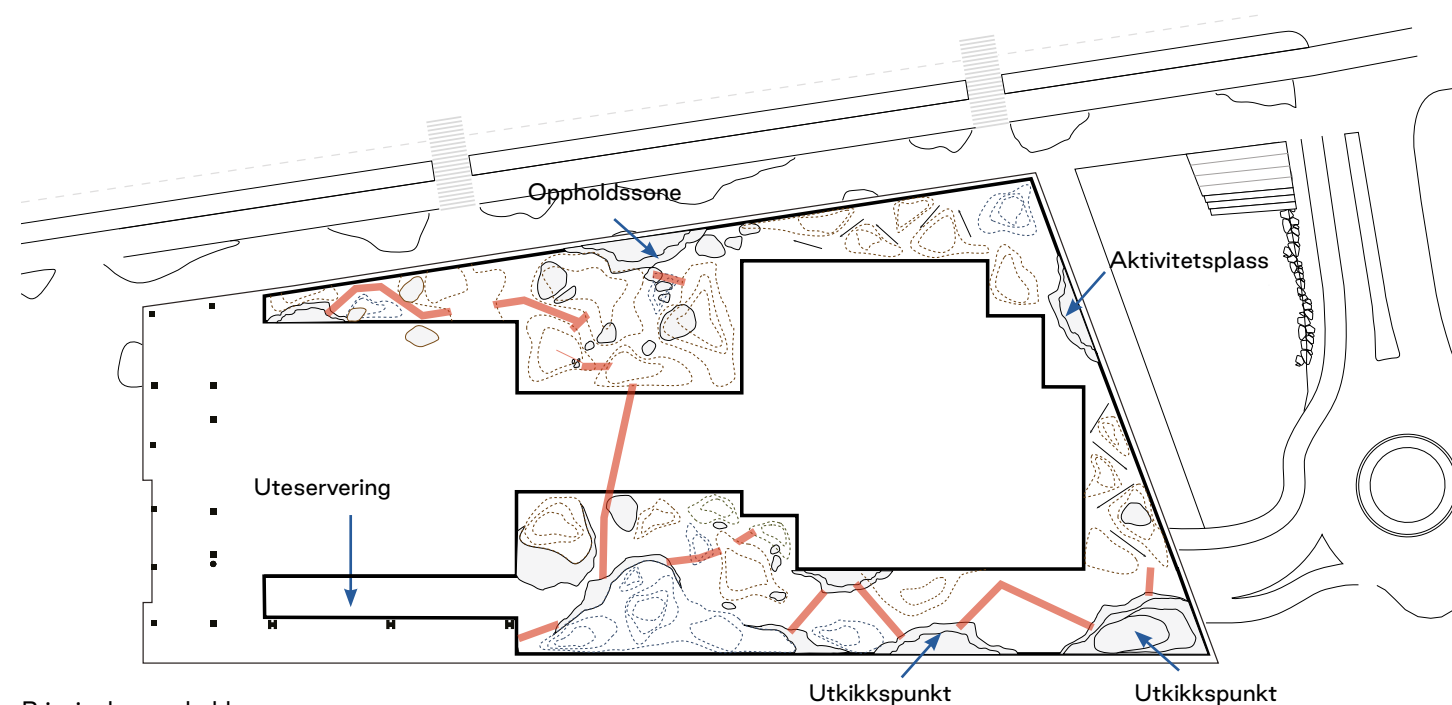 Oppholdssone
Aktivitetsplass
Uteservering
Utkikkspunkt
Utkikkspunkt